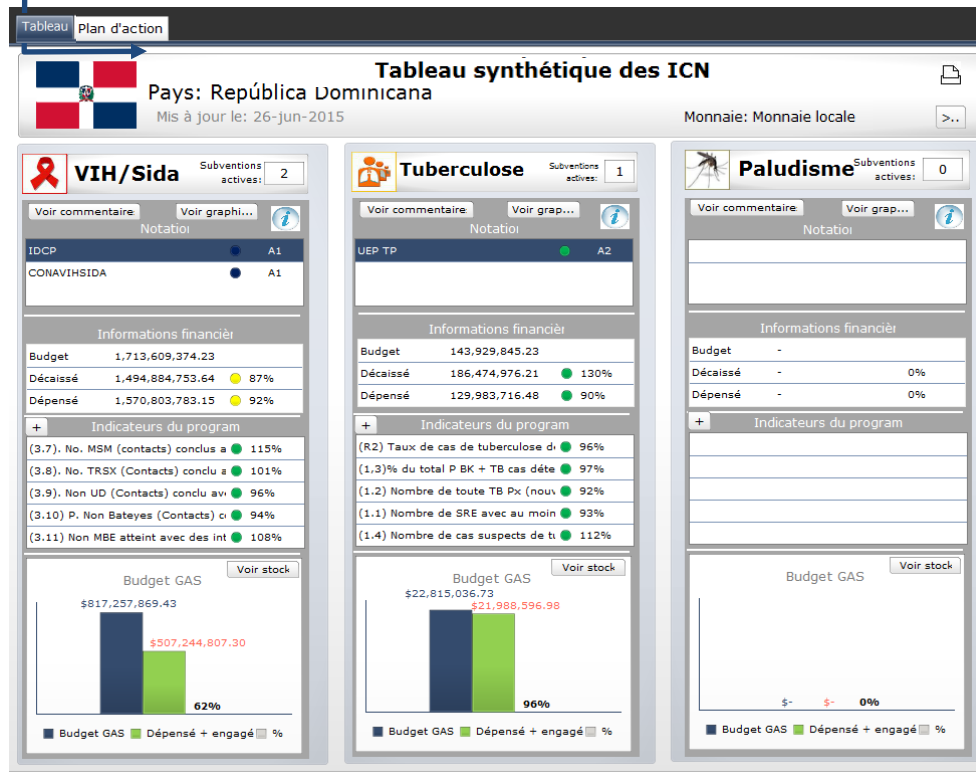 Tableau Plan d'action
Tableau synthétique des ICN
Pays: República Dominicana
Mis à jour le: 26-jun-2015
Monnaie: Monnaie locale
>..
VIH/Sida
Subventions actives: 2
Voir commentaire Voir graphi...
Notation
IDCP A1
CONAVIHSIDA A1
Informations financièr
Budget 1,713,609,374.23
Décaissé 1,494,884,753.64 87%
Dépensé 1,570,803,783.15 92%
+ Indicateurs du program
(3.7). No. MSM (contacts) conclus a 115%
(3.8). No. TRSX (Contacts) conclu a 101%
(3.9). Non UD (Contacts) conclu ave 96%
(3.10) P. Non Bateyes (Contacts) c 94%
(3.11) Non MBE atteint avec des int 108%
Voir stock
Budget GAS
$817,257,869.43
$507,244,807.30
62%
Budget GAS Dépensé + engagé %
Tuberculose
Subventions actives: 1
Voir commentaire Voir grap...
Notation
UEP TP A2
Informations financièr
Budget 143,929,845.23
Décaissé 186,474,976.21 130%
Dépensé 129,983,716.48 90%
+ Indicateurs du program
(R2) Taux de cas de tuberculose d 96%
(1,3)% du total P BK + TB cas déte 97%
(1.2) Nombre de toute TB Px (nouv 92%
(1.1) Nombre de SRE avec au moin 93%
(1.4) Nombre de cas suspects de tu 112%
Voir stock
Budget GAS
$22,815,036.73
$21,988,596.98
96%
Budget GAS Dépensé + engagé %
Paludisme
Subventions actives: 0
Voir commentaire Voir grap...
Notation
Informations financièr
Budget -
Décaissé - 0%
Dépensé - 0%
+ Indicateurs du program
Voir stock
Budget GAS
$- $- 0%
Budget GAS Dépensé + engagé %